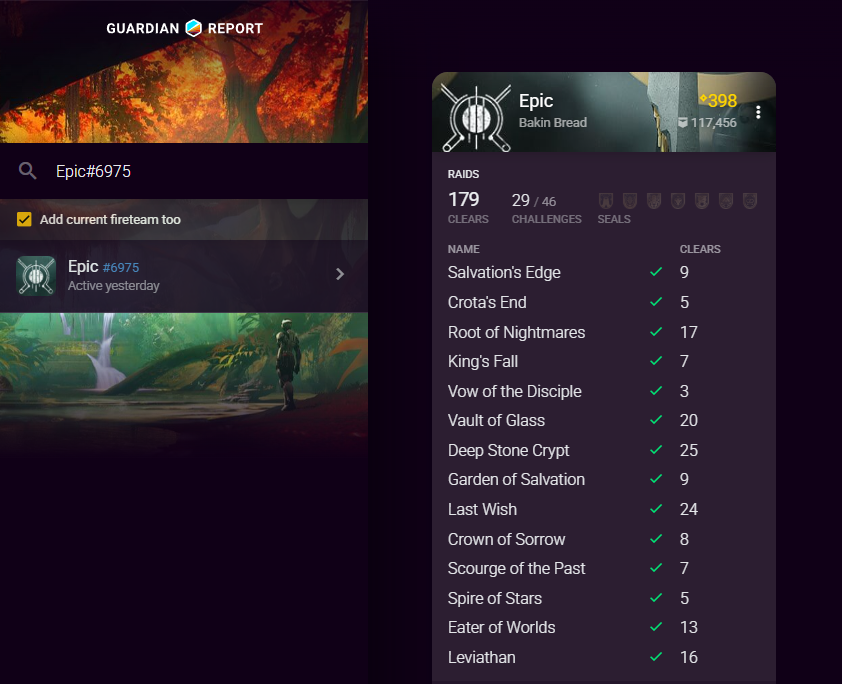 GUARDIAN REPORT
Epic#6975
Add current fireteam too
Epic #6975
Active yesterday
Epic
398
Bakin Bread
117,456
RAIDS
179 29 / 46
CLEARS CHALLENGES SEALS
NAME CLEARS
Salvation's Edge 9
Crota's End 5
Root of Nightmares 17
King's Fall 7
Vow of the Disciple 3
Vault of Glass 20
Deep Stone Crypt 25
Garden of Salvation 9
Last Wish 24
Crown of Sorrow 8
Scourge of the Past 7
Spire of Stars 5
Eater of Worlds 13
Leviathan 16